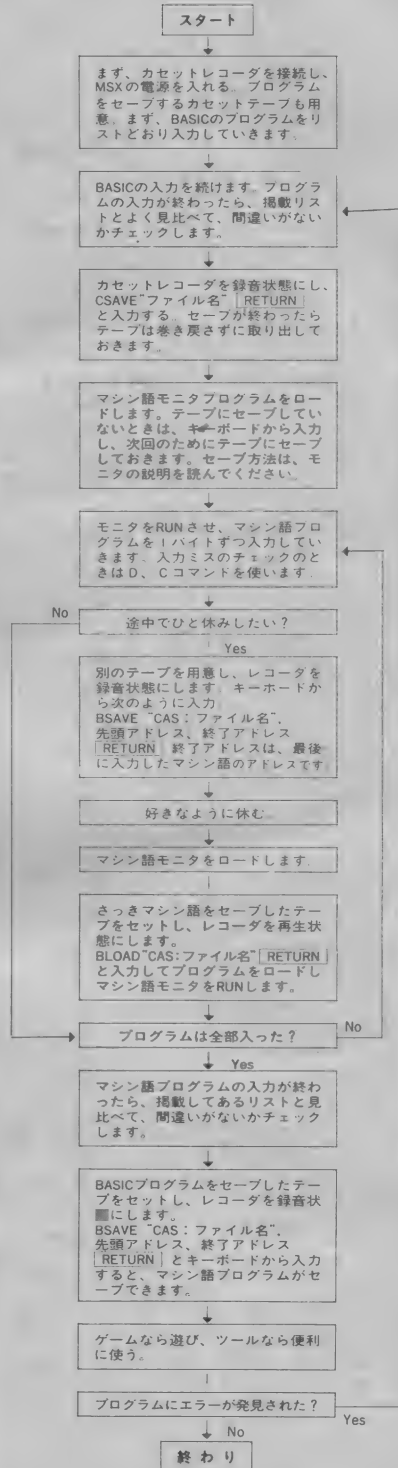 スタート
まず、カセットレコーダを接続し、
MSXの電源を入れる。プログラム
をセーブするカセットテープも用
意。まず、BASICのプログラムをリ
ストどおり入力していきます。
BASICの入力を続けます。プログラ
ムの入力が終わったら、掲載リス
トとよく見比べて、間違いがない
かチェックします。
カセットレコーダを録音状態にし、
CSAVE"ファイル名" RETURN
と入力する。セーブが終わったら
テープは巻き戻さずに取り出して
おきます。
マシン語モニタプログラムをロー
ドします。テープにセーブしてい
ないときは、キーボードから入力
し、次回のためにテープにセーブ
しておきます。セーブ方法は、モ
ニタの説明を読んでください。
モニタをRUNさせ、マシン語プロ
グラムを1バイトずつ入力してい
きます。入力ミスのチェックのと
きはD、Cコマンドを使います。
No
途中でひと休みしたい?
Yes
別のテープを用意し、レコーダを
録音状態にします。キーボードか
ら次のように入力
BSAVE "CAS:ファイル名",
先頭アドレス、終了アドレス
RETURN 終了アドレスは、最後
に入力したマシン語のアドレスです
好きなように休む。
マシン語モニタをロードします。
さっきマシン語をセーブしたテー
プをセットし、レコーダを再生状
態にします。
BLOAD"CAS:ファイル名" RETURN
と入力してプログラムをロードし
マシン語モニタをRUNします。
プログラムは全部入った?
No
Yes
マシン語プログラムの入力が終わ
ったら、掲載してあるリストと見
比べて、間違いがないかチェック
します。
BASICプログラムをセーブしたテー
プをセットし、レコーダを録音状
にします。
BSAVE "CAS:ファイル名",
先頭アドレス、終了アドレス
RETURN とキーボードから入力
すると、マシン語プログラムがセ
ーブできます。
ゲームなら遊び、ツールなら便利
に使う。
プログラムにエラーが発見された?
Yes
No
終わり